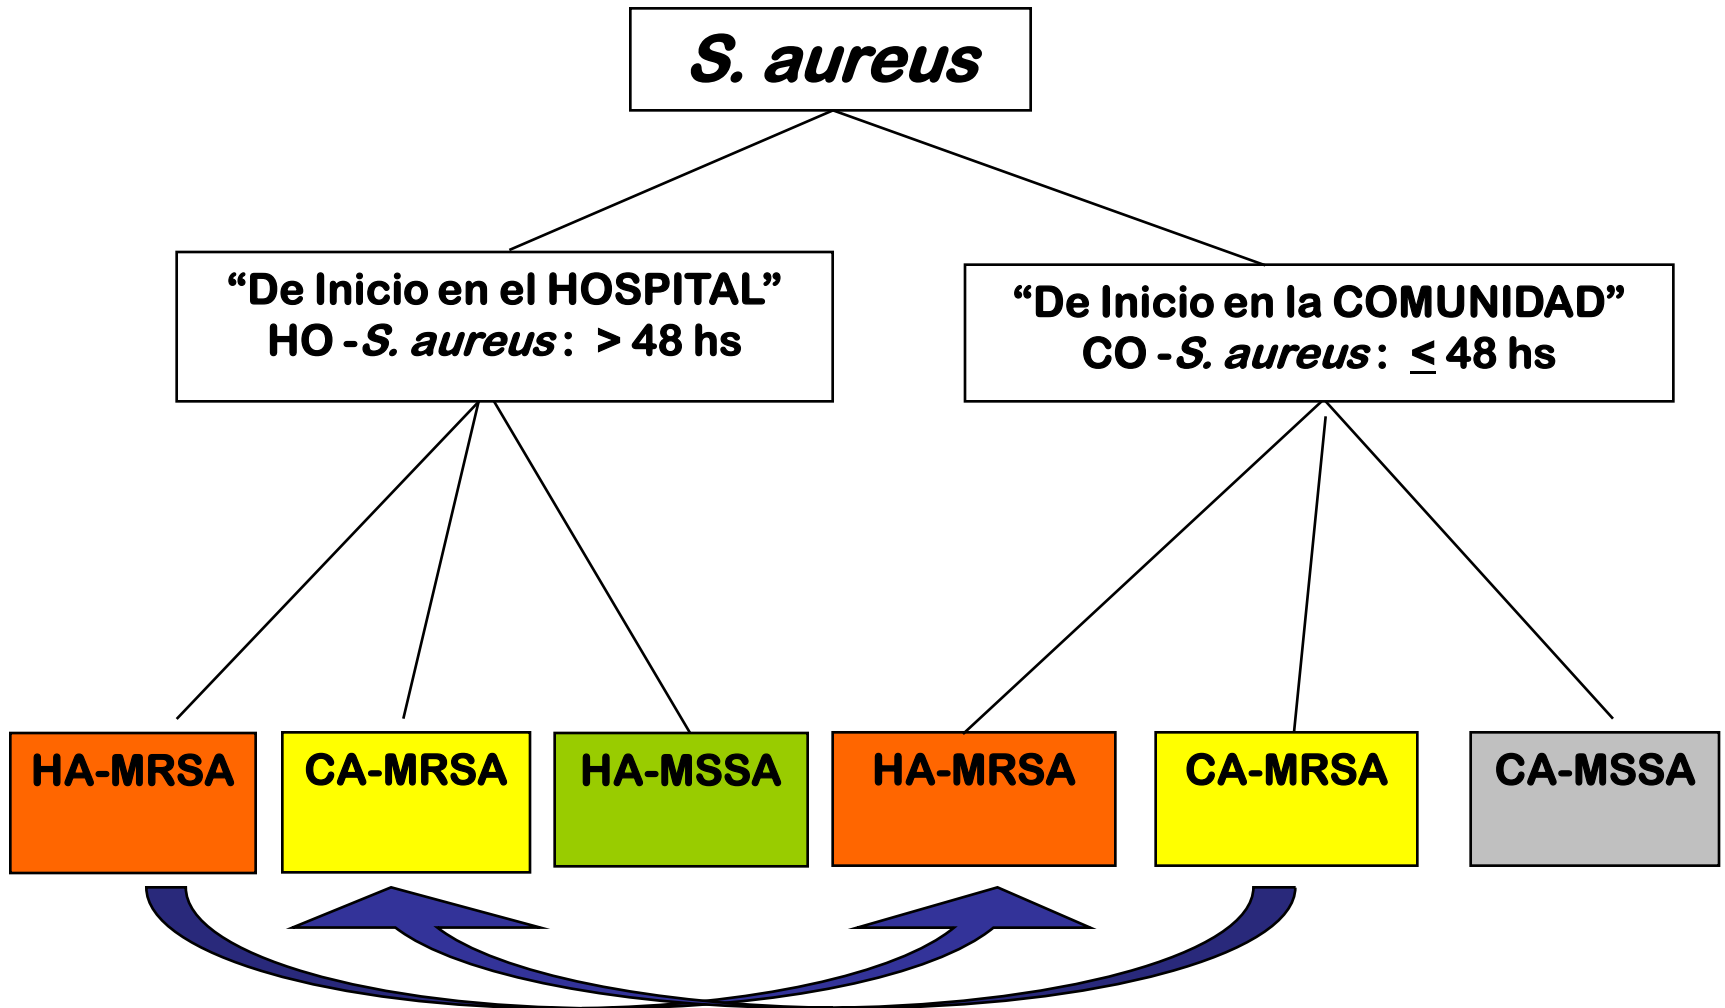 S. aureus
“De Inicio en el HOSPITAL”
HO -S. aureus : > 48 hs
“De Inicio en la COMUNIDAD”
CO -S. aureus : ≤ 48 hs
HA-MRSA
CA-MRSA
HA-MSSA
HA-MRSA
CA-MRSA
CA-MSSA